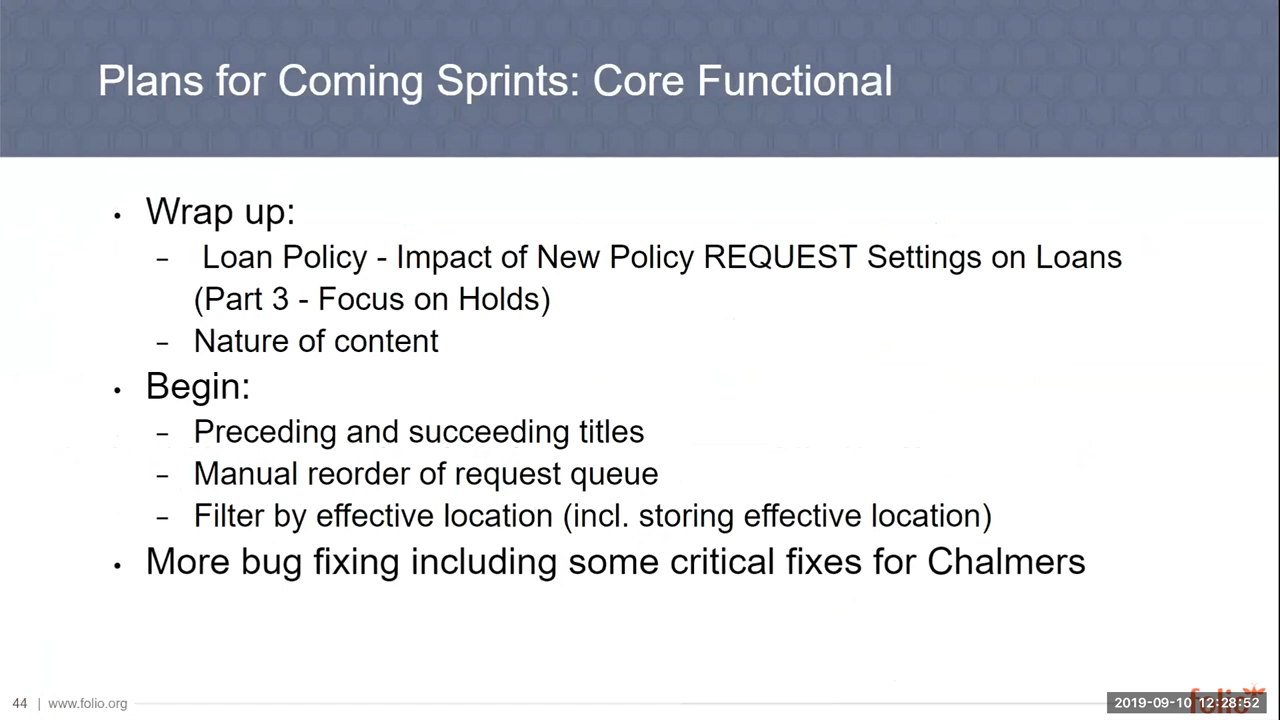 Plans for Coming Sprints: Core Functional
• Wrap up:
– Loan Policy - Impact of New Policy REQUEST Settings on Loans
(Part 3 - Focus on Holds)
– Nature of content
• Begin:
– Preceding and succeeding titles
– Manual reorder of request queue
– Filter by effective location (incl. storing effective location)
• More bug fixing including some critical fixes for Chalmers
44 | www.folio.org
folio
2019-09-10 12:28:52